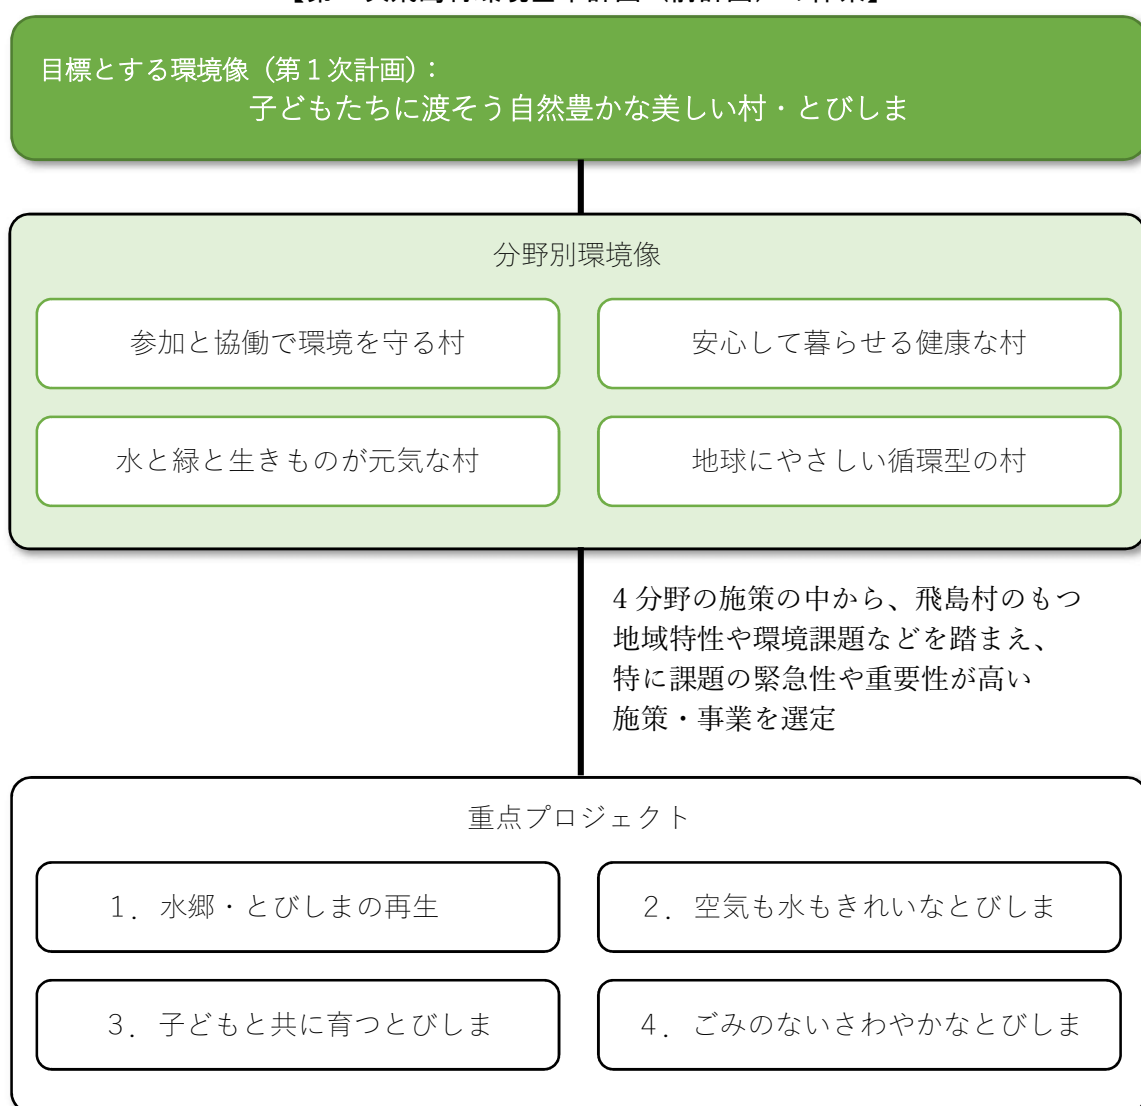 目標とする環境像（第１次計画）：
子どもたちに渡そう自然豊かな美しい村・とびしま
分野別環境像
参加と協働で環境を守る村
安心して暮らせる健康な村
水と緑と生きものが元気な村
地球にやさしい循環型の村
4 分野の施策の中から、飛島村のもつ
地域特性や環境課題などを踏まえ、
特に課題の緊急性や重要性が高い
施策・事業を選定
重点プロジェクト
１．水郷・とびしまの再生
２．空気も水もきれいなとびしま
３．子どもと共に育つとびしま
４．ごみのないさわやかなとびしま